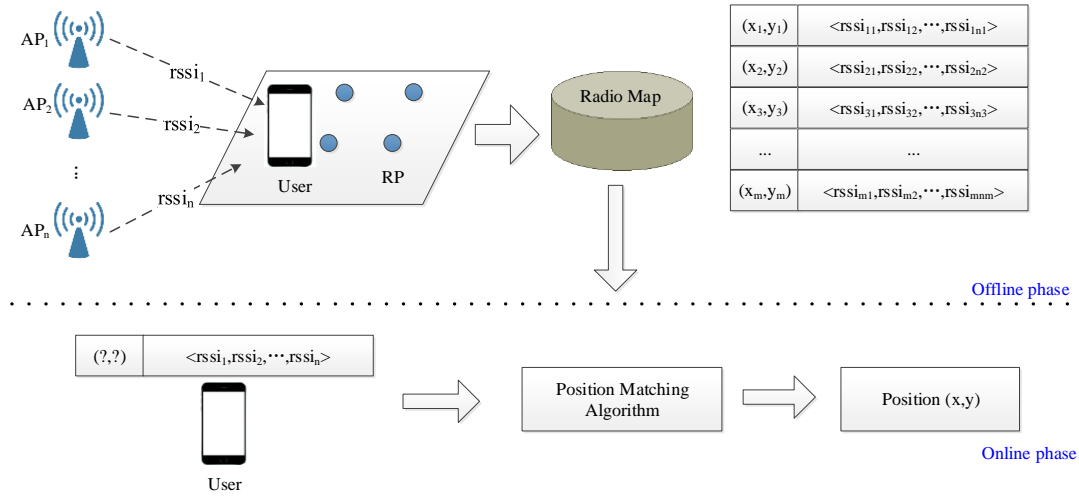 AP₁
rssi₁
AP₂
rssi₂
⋮
rssiₙ
APₙ
User
RP
Radio Map
(x₁,y₁) <rssi₁₁,rssi₁₂,⋯,rssi₁ₙ₁>
(x₂,y₂) <rssi₂₁,rssi₂₂,⋯,rssi₂ₙ₂>
(x₃,y₃) <rssi₃₁,rssi₃₂,⋯,rssi₃ₙ₃>
... ...
(xₘ,yₘ) <rssiₘ₁,rssiₘ₂,⋯,rssiₘₙₘ>
Offline phase
(?,?) <rssi₁,rssi₂,⋯,rssiₙ>
User
Position Matching
Algorithm
Position (x,y)
Online phase